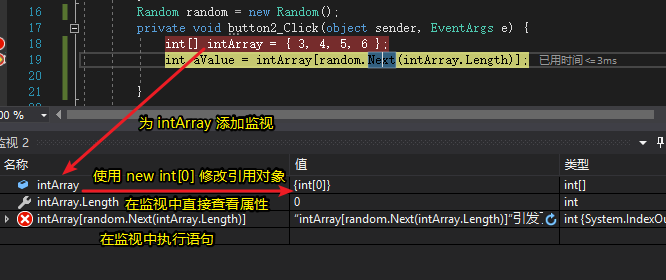 16 Random random = new Random();
17 private void button2_Click(object sender, EventArgs e) {
18 int[] intArray = { 3, 4, 5, 6 };
19 int aValue = intArray[random.Next(intArray.Length)]; 已用时间<=3ms
20
21 }
00 %
为 intArray 添加监视
监视 2
名称 值 类型
使用 new int[0] 修改引用对象
intArray {int[0]} int[]
intArray.Length 0 int
在监视中直接查看属性
intArray[random.Next(intArray.Length)] "intArray[random.Next(intArray.Length)]"引发 int {System.IndexOu
在监视中执行语句